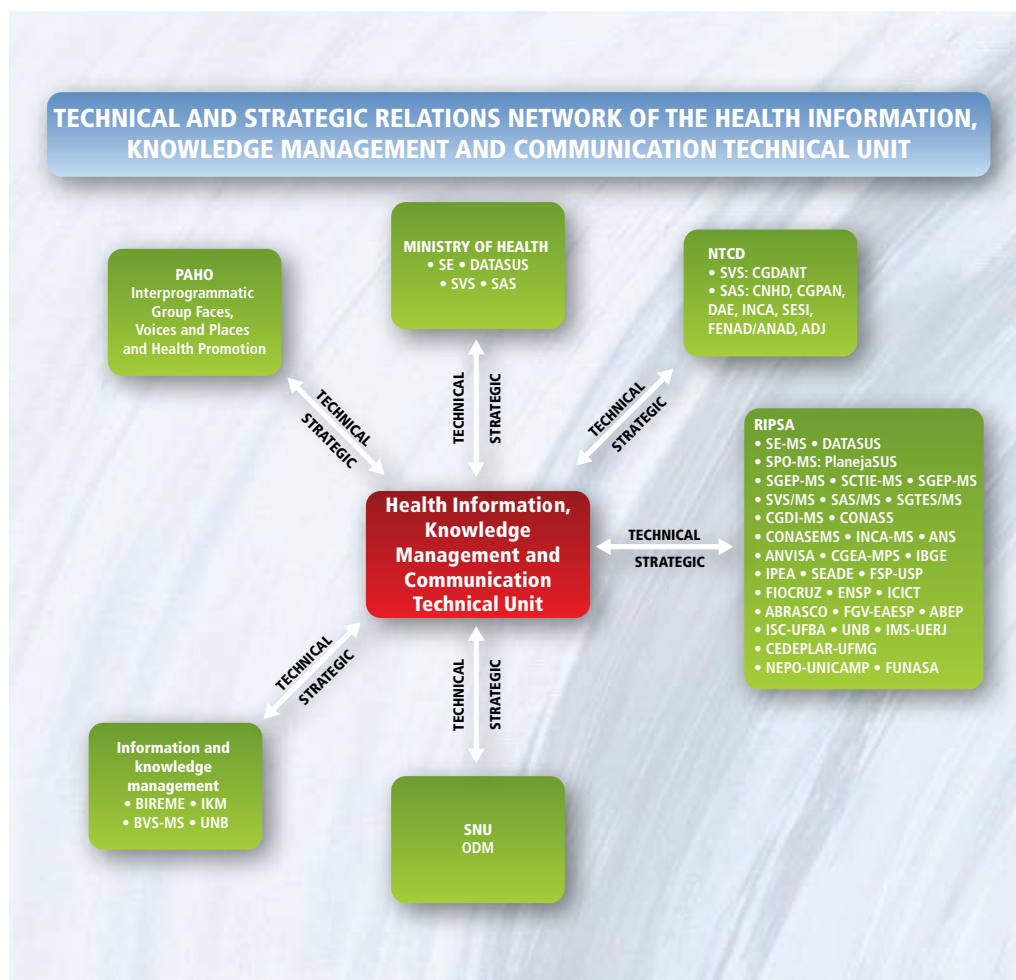 TECHNICAL AND STRATEGIC RELATIONS NETWORK OF THE HEALTH INFORMATION,
KNOWLEDGE MANAGEMENT AND COMMUNICATION TECHNICAL UNIT
PAHO
Interprogrammatic
Group Faces,
Voices and Places
and Health Promotion
MINISTRY OF HEALTH
• SE • DATASUS
• SVS • SAS
NTCD
• SVS: CGDANT
• SAS: CNHD, CGPAN,
DAE, INCA, SESI,
FENAD/ANAD, ADJ
TECHNICAL
STRATEGIC
TECHNICAL
STRATEGIC
TECHNICAL
STRATEGIC
RIPSA
• SE-MS • DATASUS
• SPO-MS: PlanejaSUS
• SGEP-MS • SCTIE-MS • SGEP-MS
• SVS/MS • SAS/MS • SGTES/MS
• CGDI-MS • CONASS
• CONASEMS • INCA-MS • ANS
• ANVISA • CGEA-MPS • IBGE
• IPEA • SEADE • FSP-USP
• FIOCRUZ • ENSP • ICICT
• ABRASCO • FGV-EAESP • ABEP
• ISC-UFBA • UNB • IMS-UERJ
• CEDEPLAR-UFMG
• NEPO-UNICAMP • FUNASA
Health Information,
Knowledge
Management and
Communication
Technical Unit
TECHNICAL
STRATEGIC
TECHNICAL
STRATEGIC
TECHNICAL
STRATEGIC
Information and
knowledge
management
• BIREME • IKM
• BVS-MS • UNB
SNU
ODM